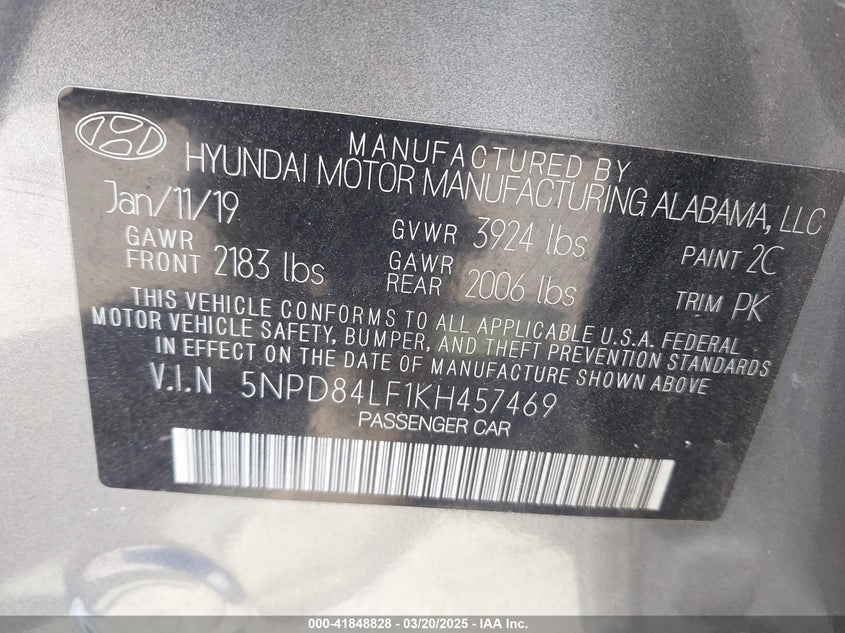 MANUFACTURED BY
HYUNDAI MOTOR MANUFACTURING ALABAMA, LLC
Jan/11/19
GAWR FRONT 2183 lbs
GVWR 3924 lbs
GAWR REAR 2006 lbs
PAINT 2C
TRIM PK
THIS VEHICLE CONFORMS TO ALL APPLICABLE U.S.A. FEDERAL
MOTOR VEHICLE SAFETY, BUMPER, AND THEFT PREVENTION STANDARDS
IN EFFECT ON THE DATE OF MANUFACTURE SHOWN ABOVE
V.I.N 5NPD84LF1KH457469
PASSENGER CAR
000-41848828 - 03/20/2025 - IAA Inc.